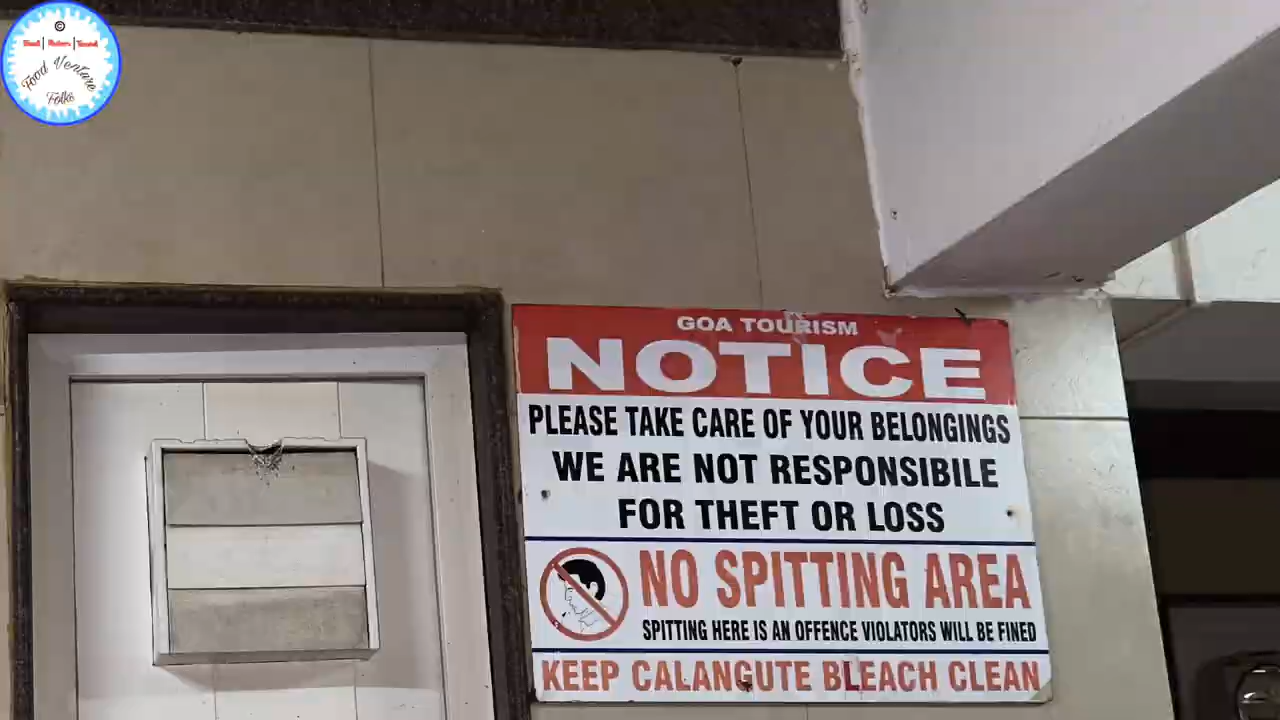 ©
Food Venture
Folks
GOA TOURISM
NOTICE
PLEASE TAKE CARE OF YOUR BELONGINGS
WE ARE NOT RESPONSIBILE
FOR THEFT OR LOSS
NO SPITTING AREA
SPITTING HERE IS AN OFFENCE VIOLATORS WILL BE FINED
KEEP CALANGUTE BLEACH CLEAN